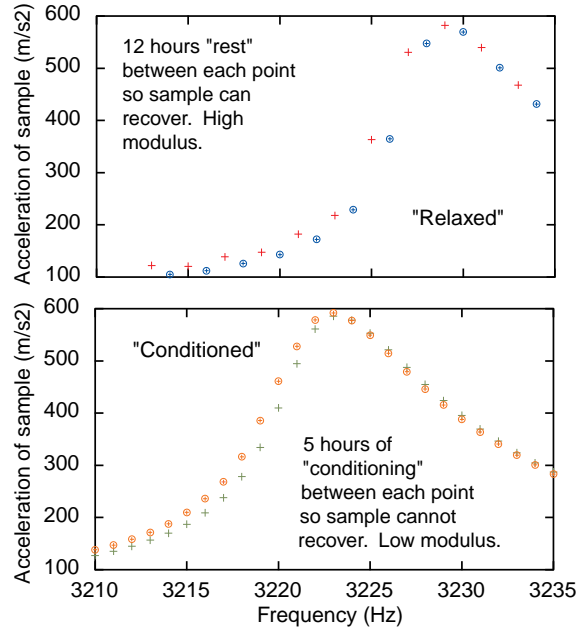 600
500
400
300
200
100
Acceleration of sample (m/s2)
12 hours "rest"
between each point
so sample can
recover. High
modulus.
"Relaxed"
600
500
400
300
200
100
Acceleration of sample (m/s2)
"Conditioned"
5 hours of
"conditioning"
between each point
so sample cannot
recover. Low modulus.
3210 3215 3220 3225 3230 3235
Frequency (Hz)